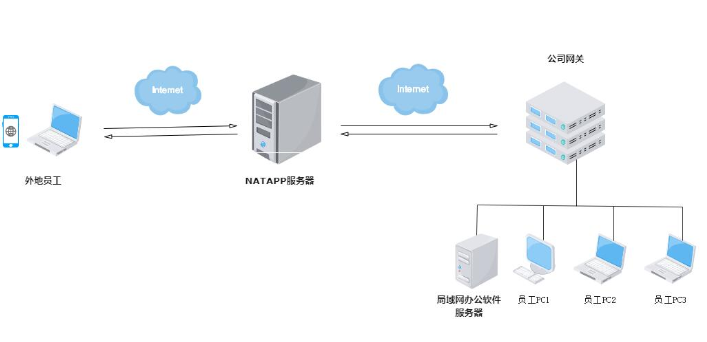 公司网关
Internet
Internet
外地员工
NATAPP服务器
局域网办公软件
服务器
员工PC1
员工PC2
员工PC3